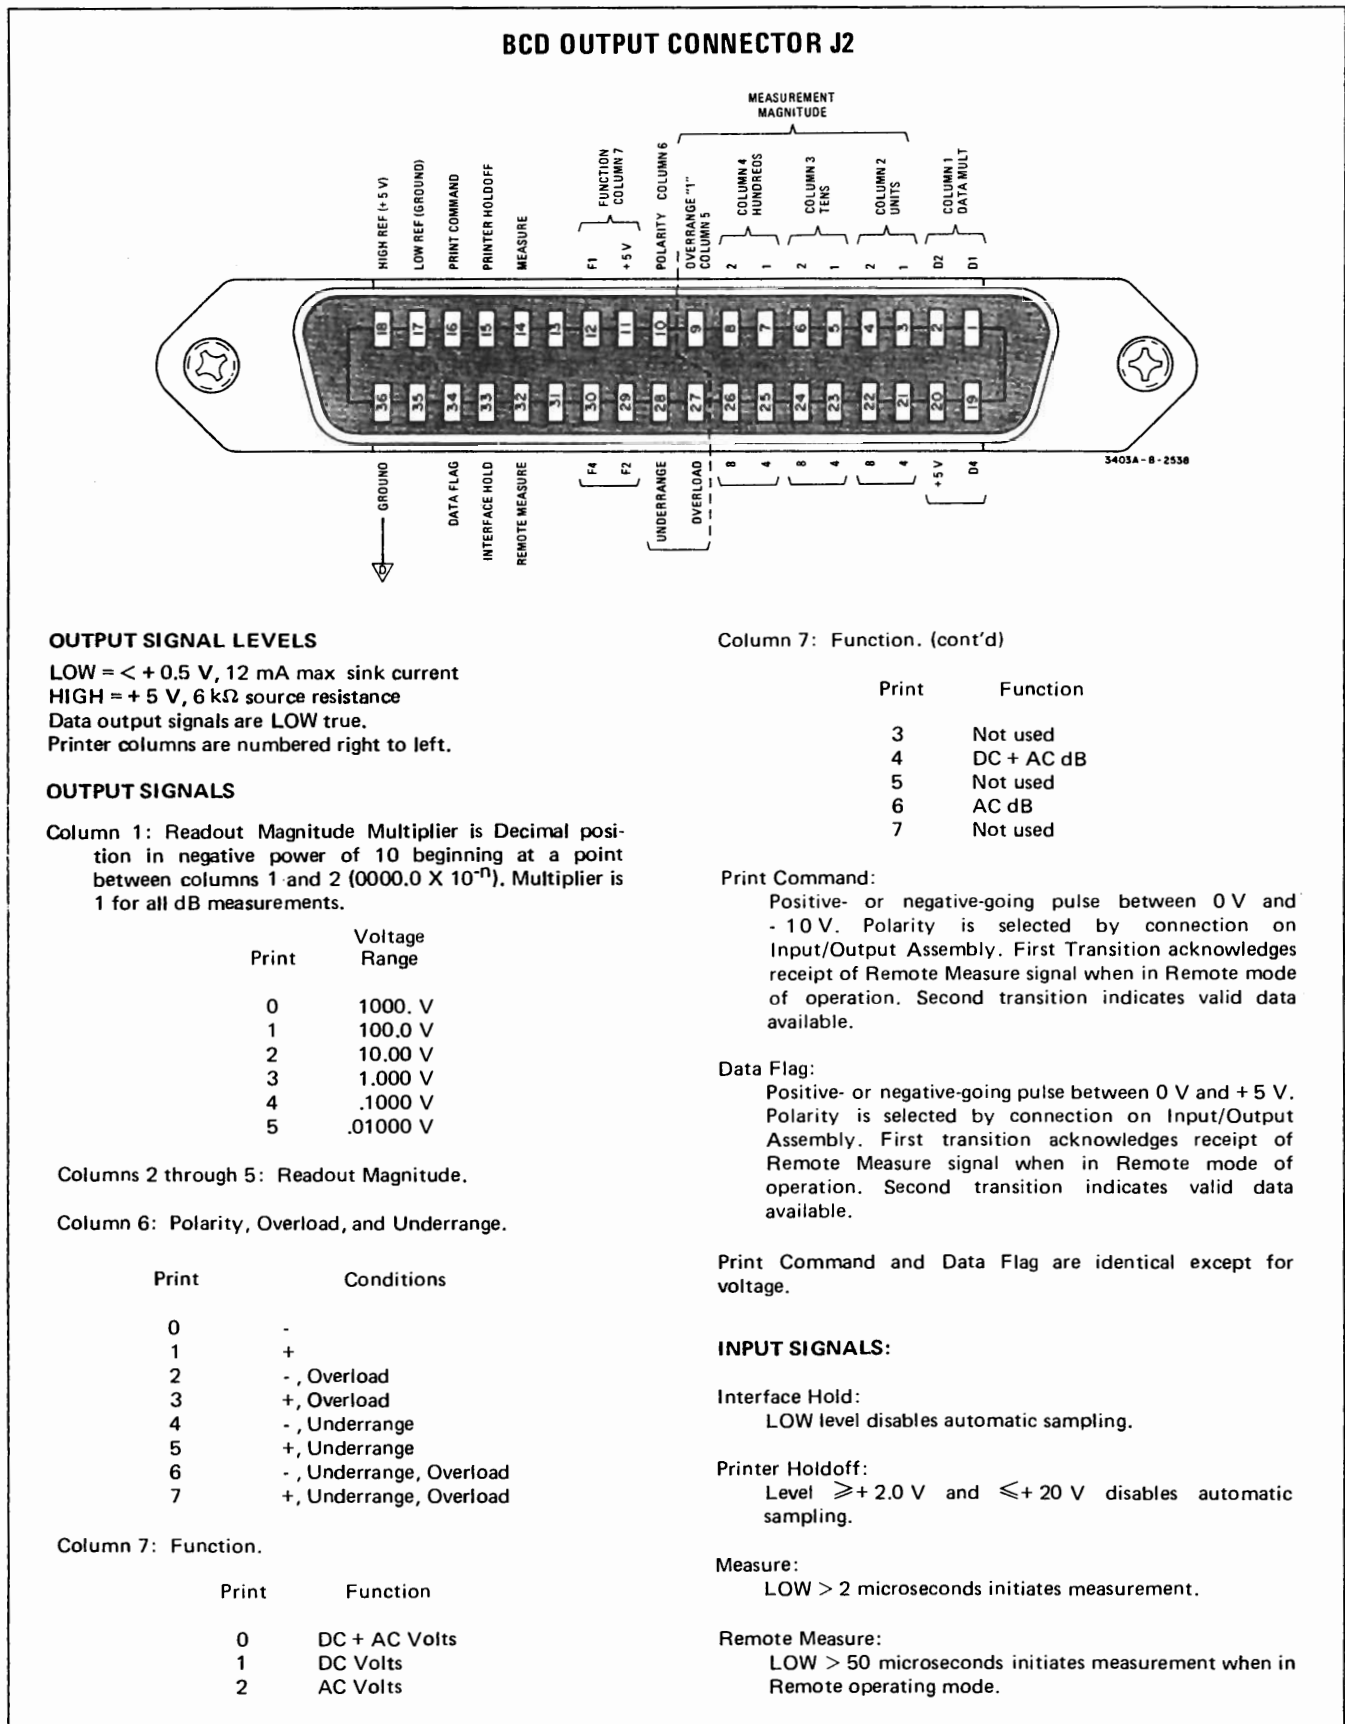 BCD OUTPUT CONNECTOR J2
MEASUREMENT
MAGNITUDE
HIGH REF (+ 5 V)
LOW REF (GROUND)
PRINT COMMAND
PRINTER HOLDOFF
MEASURE
FUNCTION
COLUMN 7
F1
+5 V
POLARITY COLUMN 6
OVERRANGE "1"
COLUMN 5
COLUMN 4
HUNDREDS
2
1
COLUMN 3
TENS
2
1
COLUMN 2
UNITS
2
1
COLUMN 1
DATA MULT
D2
D1
18 17 16 15 14 13 12 11 10 9 8 7 6 5 4 3 2 1
36 35 34 33 32 31 30 29 28 27 26 25 24 23 22 21 20 19
GROUND
D
DATA FLAG
INTERFACE HOLD
REMOTE MEASURE
F4
F2
UNDERRANGE
OVERLOAD
8
4
8
4
8
4
+5 V
D4
3403A-B-2538
OUTPUT SIGNAL LEVELS
LOW = < + 0.5 V, 12 mA max sink current
HIGH = + 5 V, 6 kΩ source resistance
Data output signals are LOW true.
Printer columns are numbered right to left.
OUTPUT SIGNALS
Column 1: Readout Magnitude Multiplier is Decimal posi-
tion in negative power of 10 beginning at a point
between columns 1 and 2 (0000.0 X 10⁻ⁿ). Multiplier is
1 for all dB measurements.
Voltage
Print Range
0 1000. V
1 100.0 V
2 10.00 V
3 1.000 V
4 .1000 V
5 .01000 V
Columns 2 through 5: Readout Magnitude.
Column 6: Polarity, Overload, and Underrange.
Print Conditions
0 -
1 +
2 - , Overload
3 +, Overload
4 - , Underrange
5 +, Underrange
6 - , Underrange, Overload
7 +, Underrange, Overload
Column 7: Function.
Print Function
0 DC + AC Volts
1 DC Volts
2 AC Volts
Column 7: Function. (cont'd)
Print Function
3 Not used
4 DC + AC dB
5 Not used
6 AC dB
7 Not used
Print Command:
Positive- or negative-going pulse between 0 V and
- 10 V. Polarity is selected by connection on
Input/Output Assembly. First Transition acknowledges
receipt of Remote Measure signal when in Remote mode
of operation. Second transition indicates valid data
available.
Data Flag:
Positive- or negative-going pulse between 0 V and + 5 V.
Polarity is selected by connection on Input/Output
Assembly. First transition acknowledges receipt of
Remote Measure signal when in Remote mode of
operation. Second transition indicates valid data
available.
Print Command and Data Flag are identical except for
voltage.
INPUT SIGNALS:
Interface Hold:
LOW level disables automatic sampling.
Printer Holdoff:
Level ⩾+ 2.0 V and ⩽+ 20 V disables automatic
sampling.
Measure:
LOW > 2 microseconds initiates measurement.
Remote Measure:
LOW > 50 microseconds initiates measurement when in
Remote operating mode.